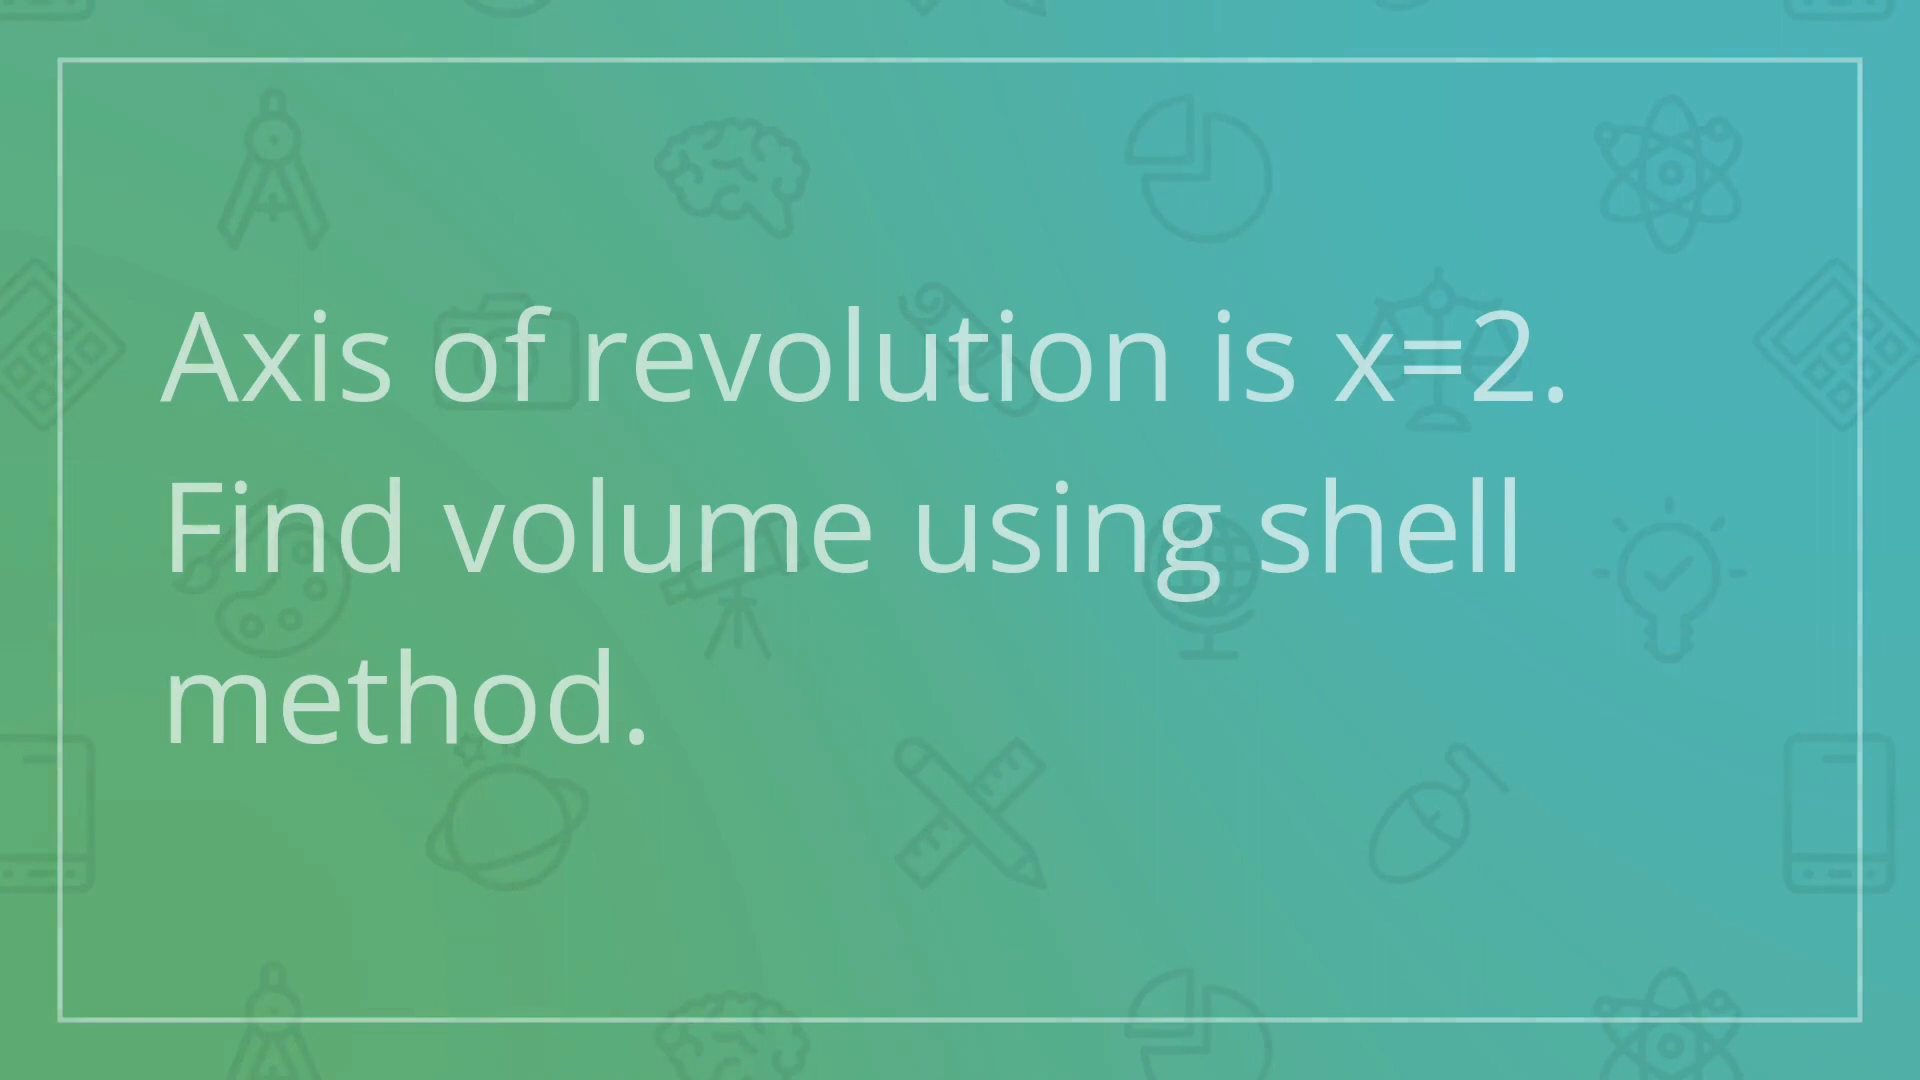 Axis of revolution is x=2.
Find volume using shell
method.